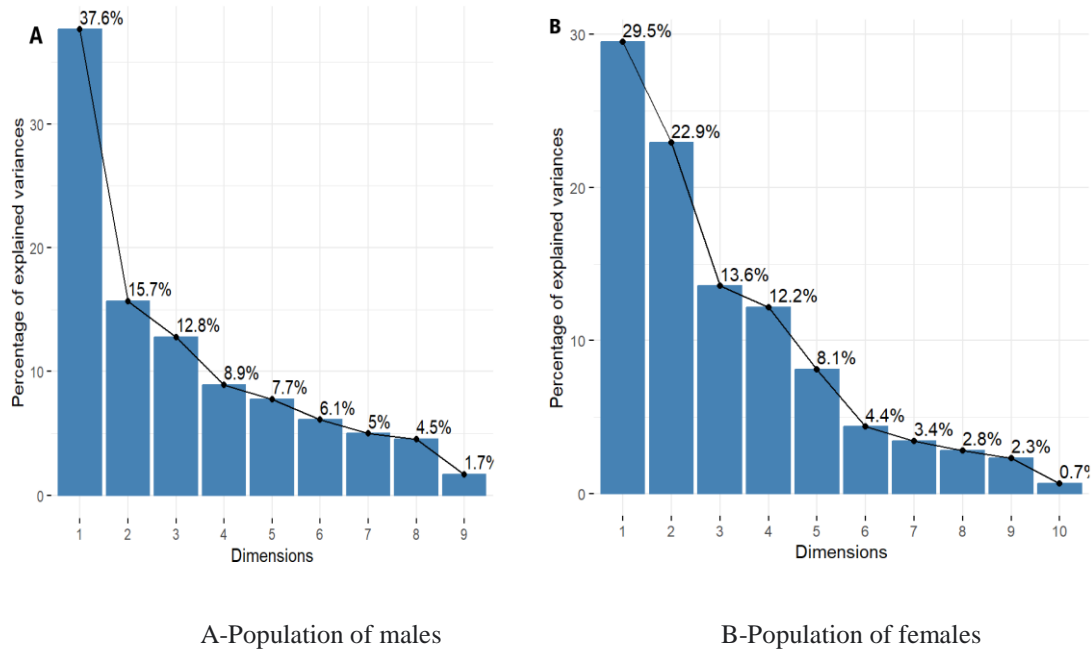 A
37.6%
15.7%
12.8%
8.9%
7.7%
6.1%
5%
4.5%
1.7%
30
20
10
0
Percentage of explained variances
1 2 3 4 5 6 7 8 9
Dimensions
B
29.5%
22.9%
13.6%
12.2%
8.1%
4.4%
3.4%
2.8%
2.3%
0.7%
30
20
10
0
Percentage of explained variances
1 2 3 4 5 6 7 8 9 10
Dimensions
A-Population of males
B-Population of females